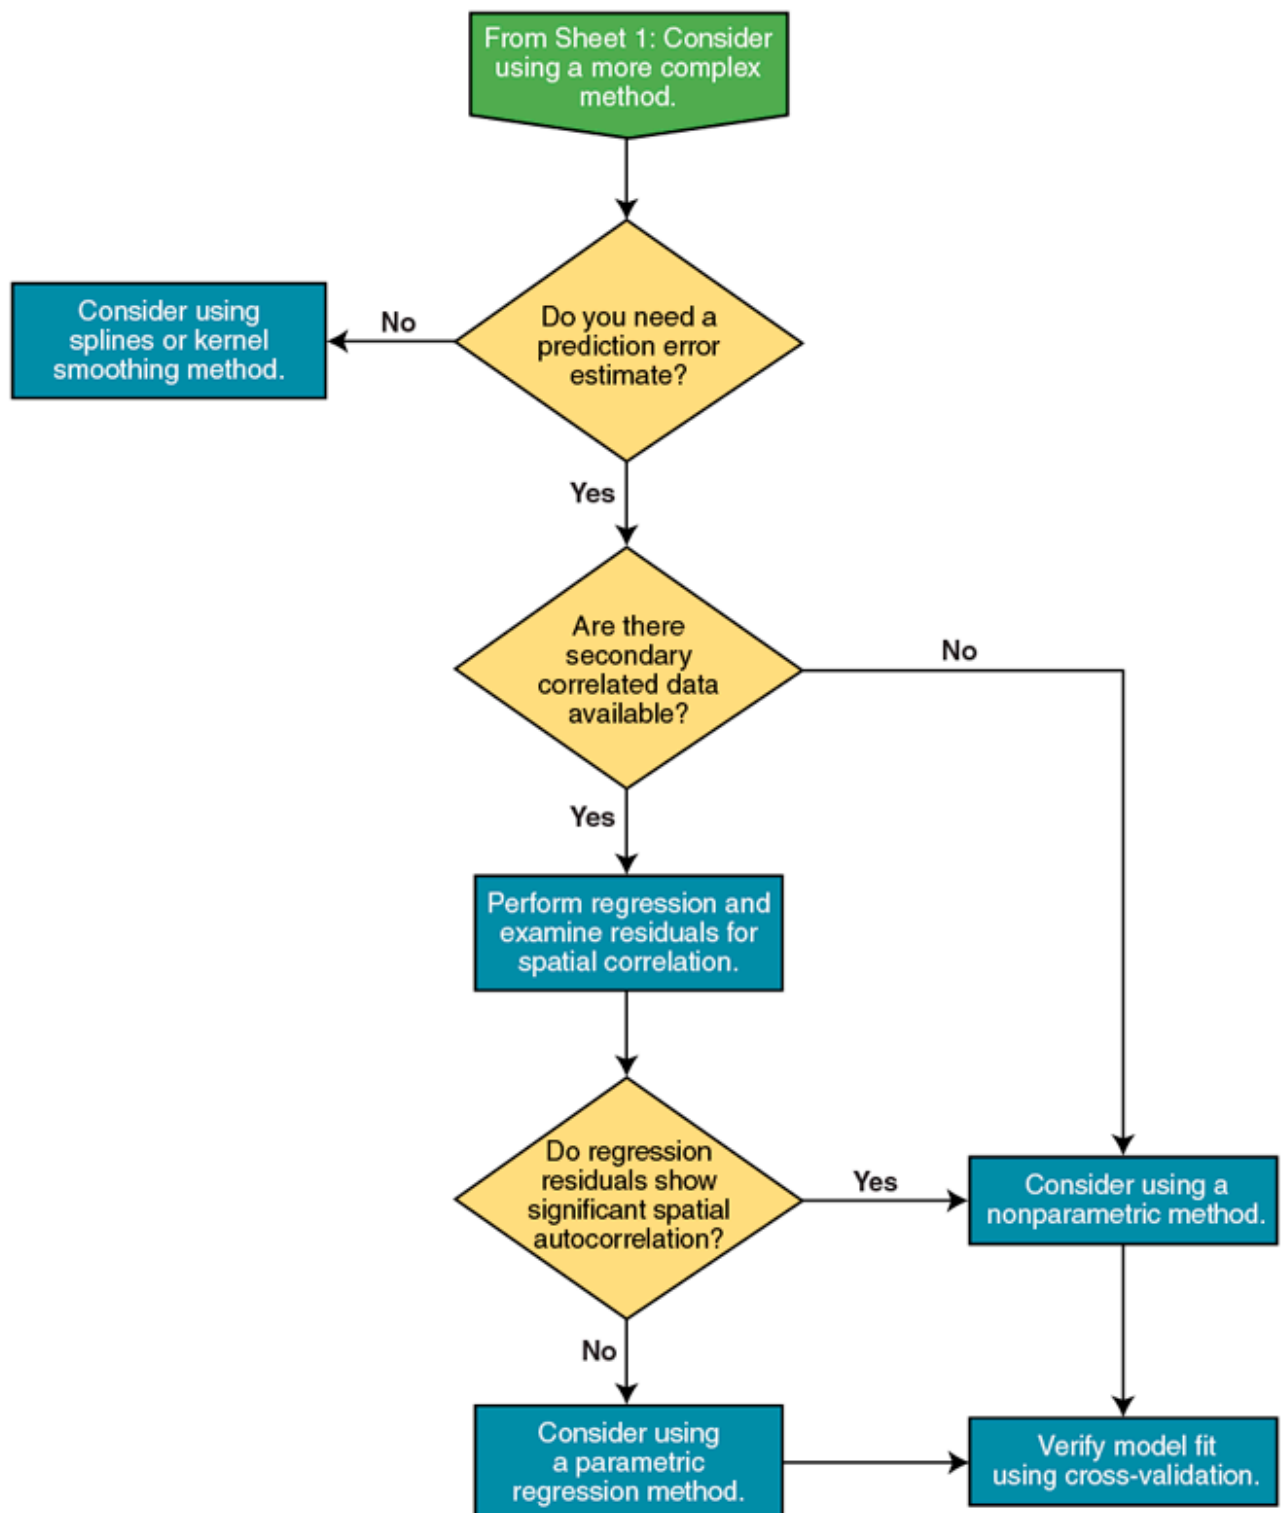 From Sheet 1: Consider
using a more complex
method.
Do you need a
prediction error
estimate?
No
Consider using
splines or kernel
smoothing method.
Yes
Are there
secondary
correlated data
available?
No
Yes
Perform regression and
examine residuals for
spatial correlation.
Do regression
residuals show
significant spatial
autocorrelation?
Yes
Consider using a
nonparametric method.
No
Consider using
a parametric
regression method.
Verify model fit
using cross-validation.